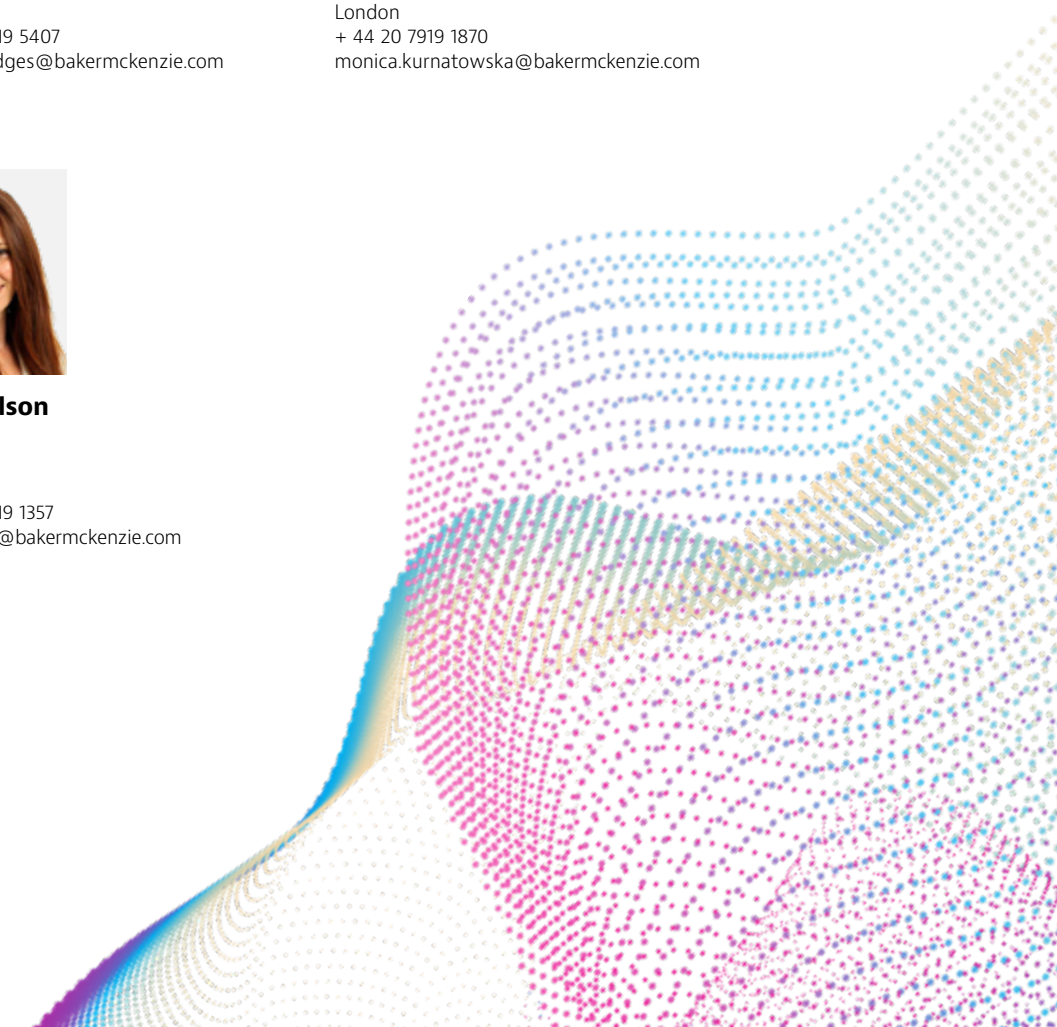 19 5407
dges@bakermckenzie.com
London
+ 44 20 7919 1870
monica.kurnatowska@bakermckenzie.com
lson
19 1357
@bakermckenzie.com